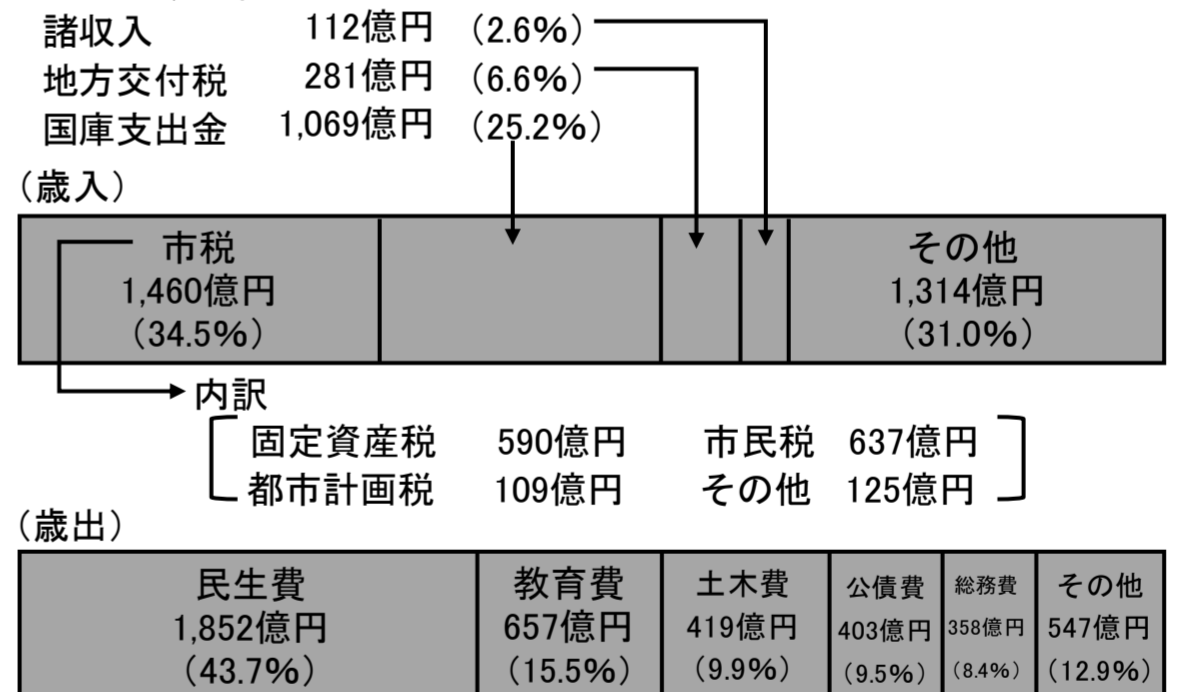 諸収入 112億円 (2.6%)
地方交付税 281億円 (6.6%)
国庫支出金 1,069億円 (25.2%)
(歳入)
市税
1,460億円
(34.5%)
その他
1,314億円
(31.0%)
内訳
固定資産税 590億円 市民税 637億円
都市計画税 109億円 その他 125億円
(歳出)
民生費
1,852億円
(43.7%)
教育費
657億円
(15.5%)
土木費
419億円
(9.9%)
公債費
403億円
(9.5%)
総務費
358億円
(8.4%)
その他
547億円
(12.9%)